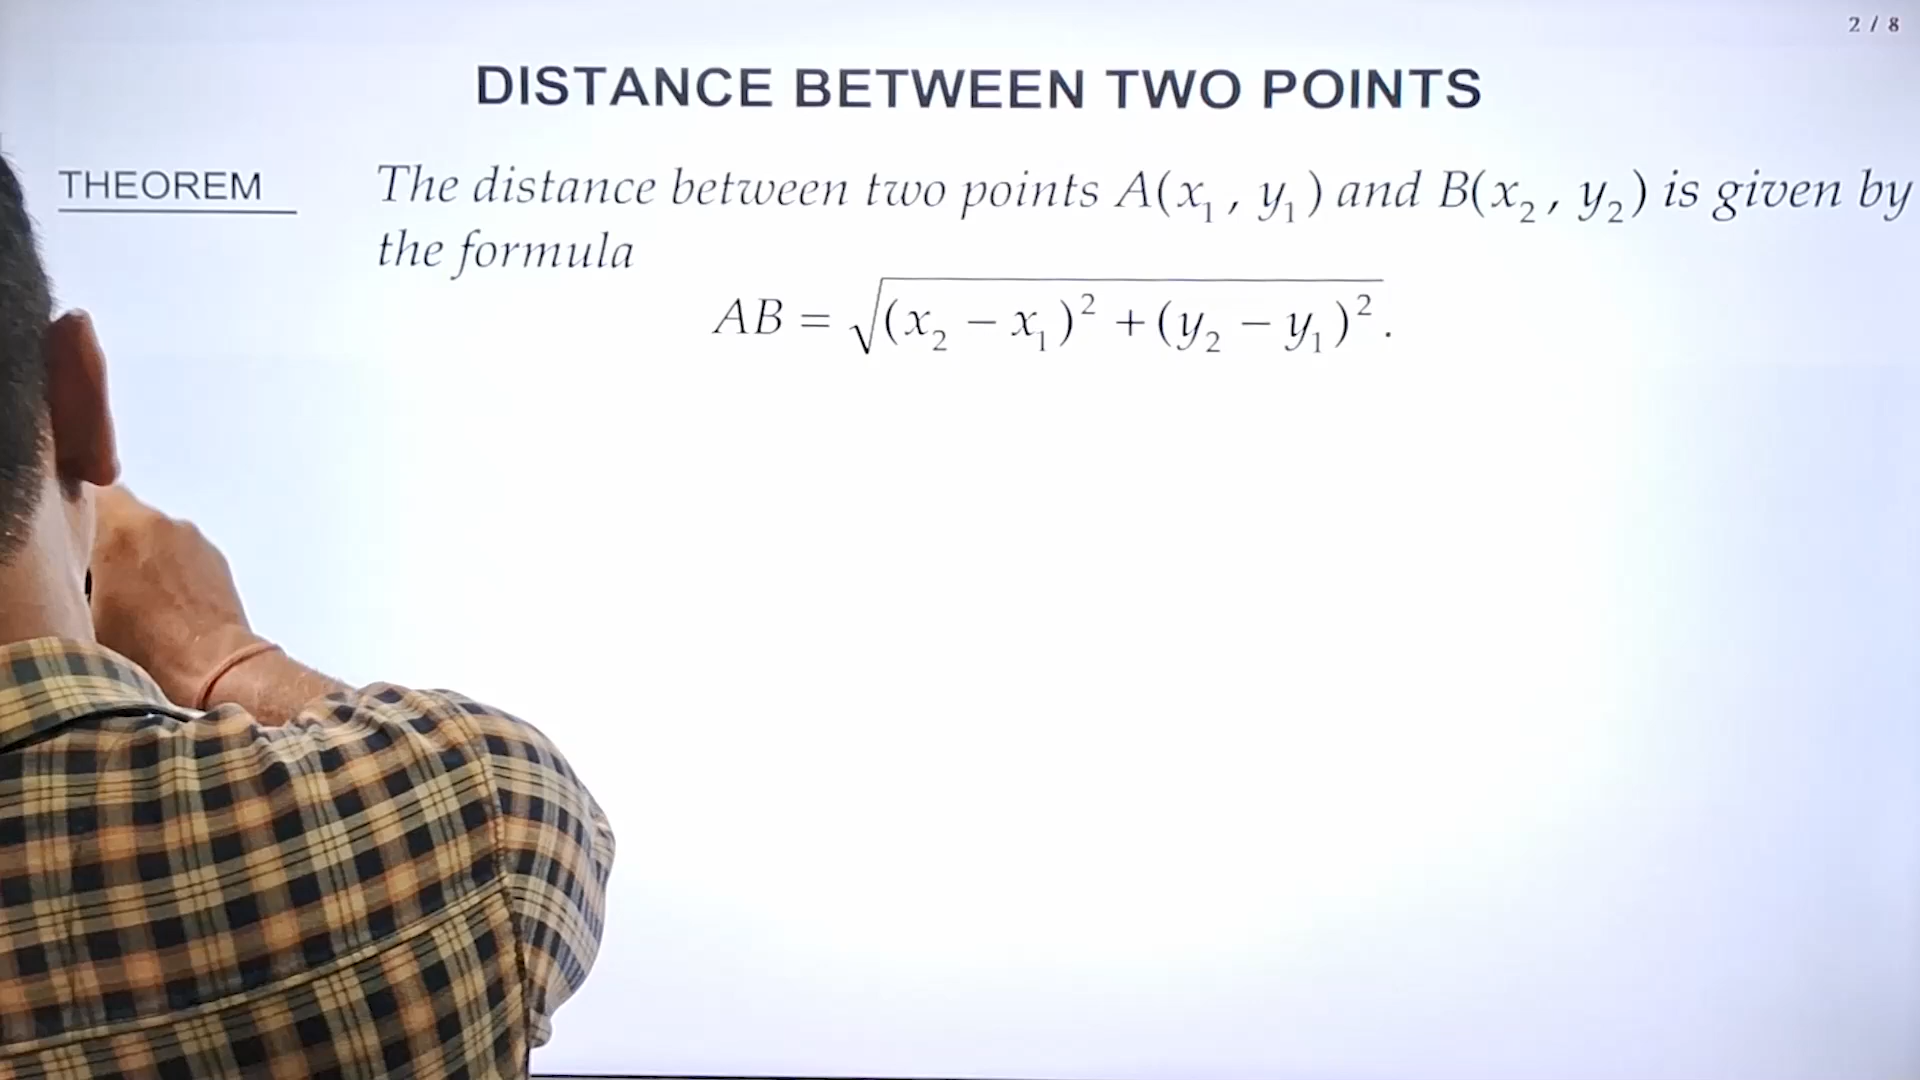 2 / 8
DISTANCE BETWEEN TWO POINTS
THEOREM The distance between two points A(x₁ , y₁) and B(x₂ , y₂) is given by
the formula
AB = √(x₂ − x₁)² + (y₂ − y₁)² .